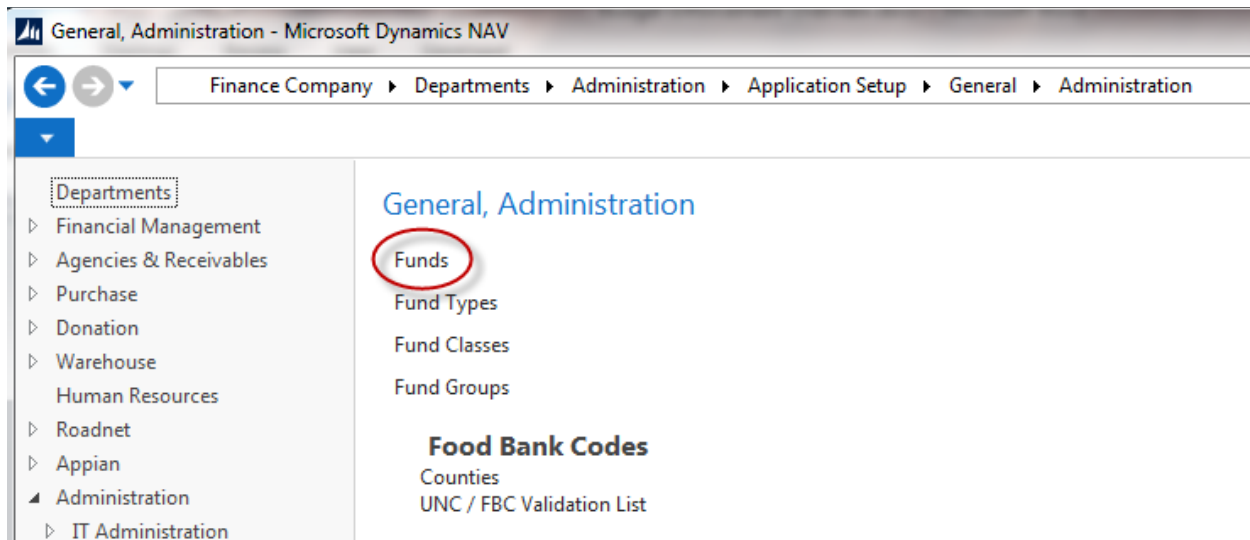 General, Administration - Microsoft Dynamics NAV
Finance Company Departments Administration Application Setup General Administration
Departments
Financial Management
Agencies & Receivables
Purchase
Donation
Warehouse
Human Resources
Roadnet
Appian
Administration
IT Administration
General, Administration
Funds
Fund Types
Fund Classes
Fund Groups
Food Bank Codes
Counties
UNC / FBC Validation List